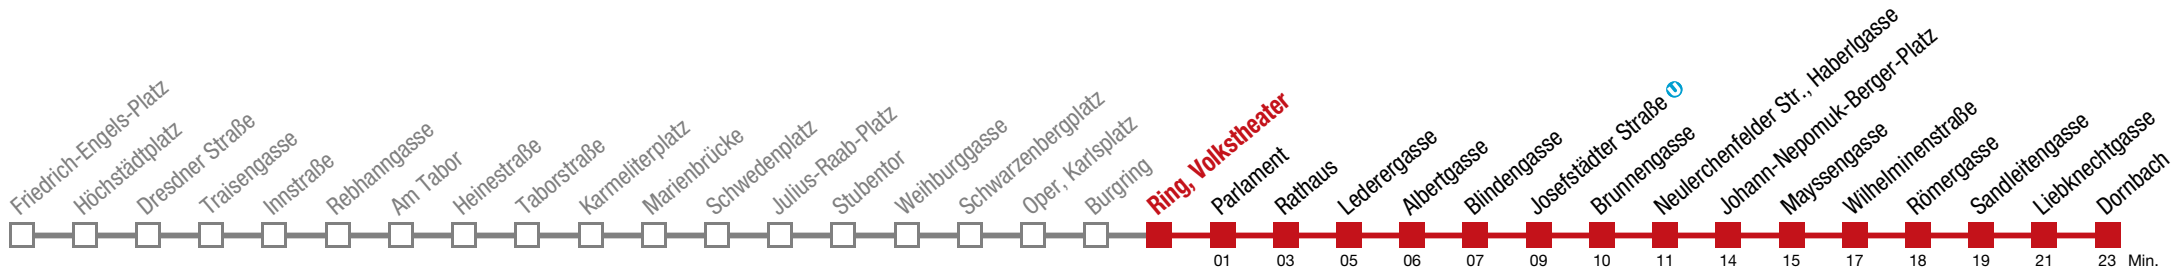 Friedrich-Engels-Platz
Höchstädtplatz
Dresdner Straße
Traisengasse
Innstraße
Rebhanngasse
Am Tabor
Heinestraße
Taborstraße
Karmeliterplatz
Marienbrücke
Schwedenplatz
Julius-Raab-Platz
Stubentor
Weihburggasse
Schwarzenbergplatz
Oper, Karlsplatz
Burgring
Ring, Volkstheater
Parlament
Rathaus
Lederergasse
Albertgasse
Blindengasse
Josefstädter Straße U
Brunnengasse
Neulerchenfelder Str., Haberlgasse
Johann-Nepomuk-Berger-Platz
Mayssengasse
Wilhelminenstraße
Römergasse
Sandleitengasse
Liebknechtgasse
Dornbach
01 03 05 06 07 09 10 11 14 15 17 18 19 21 23 Min.